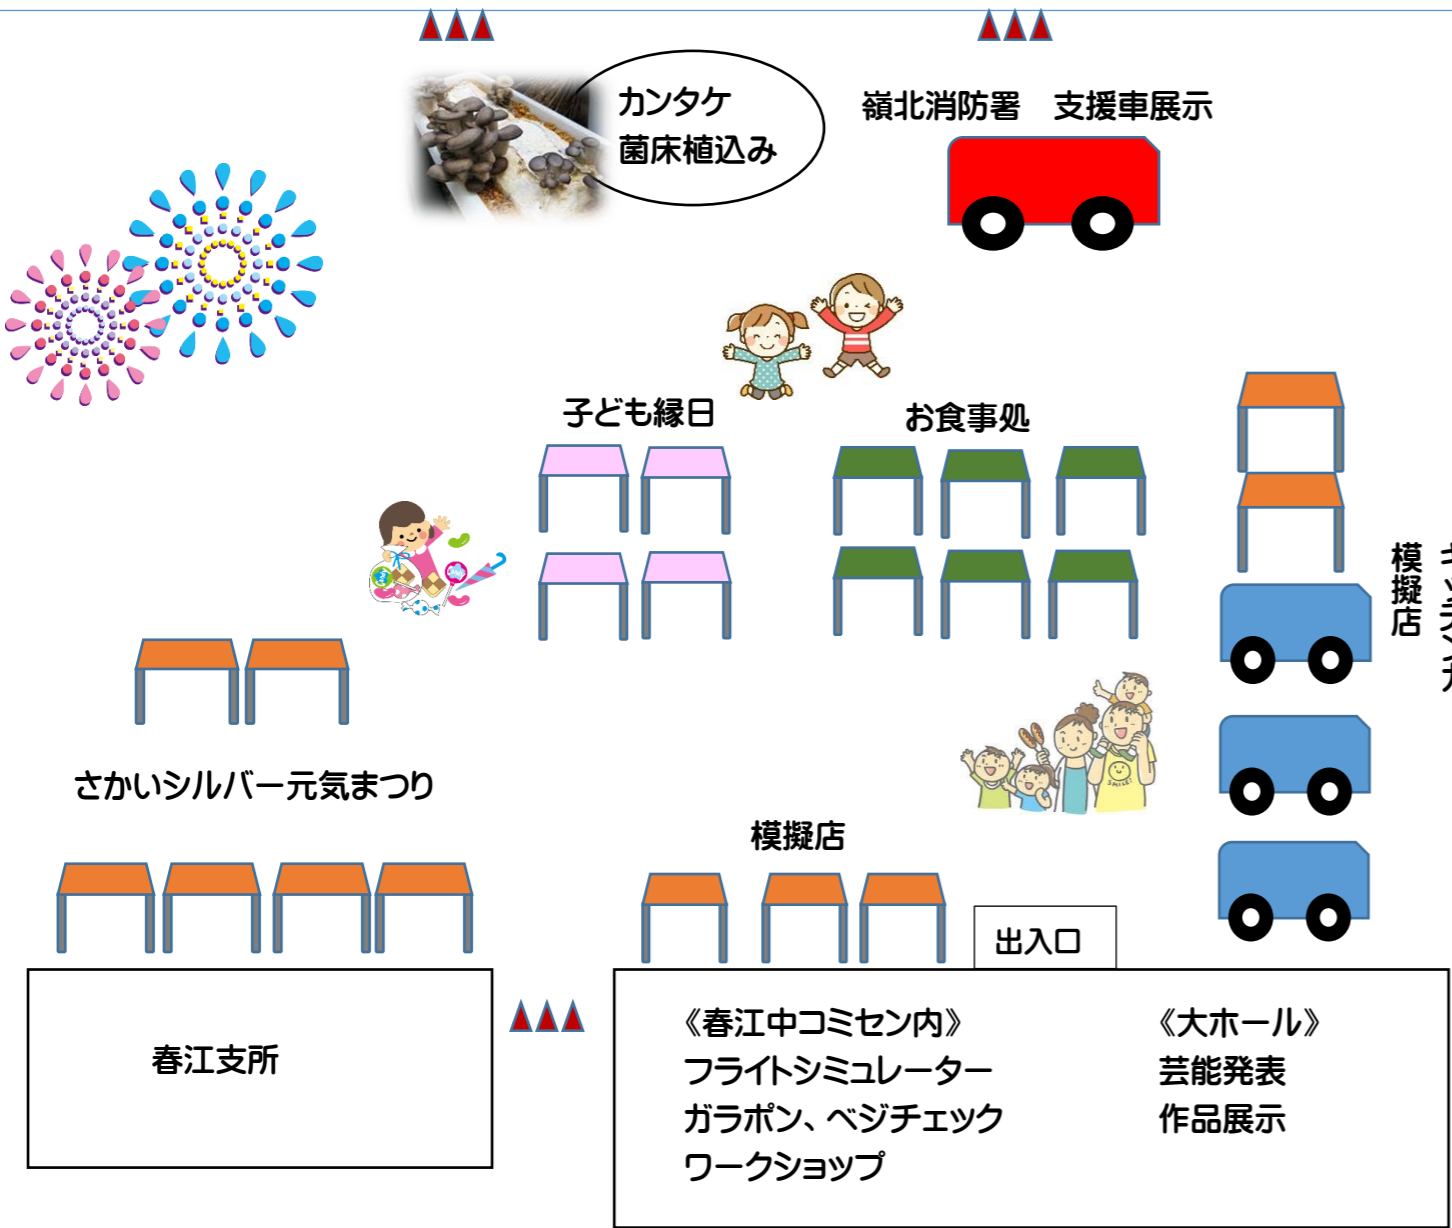 カンタケ
菌床植込み
嶺北消防署　支援車展示
子ども縁日
お食事処
模擬店
さかいシルバー元気まつり
模擬店
出入口
春江支所
《春江中コミセン内》
フライトシミュレーター
ガラポン、ベジチェック
ワークショップ
《大ホール》
芸能発表
作品展示